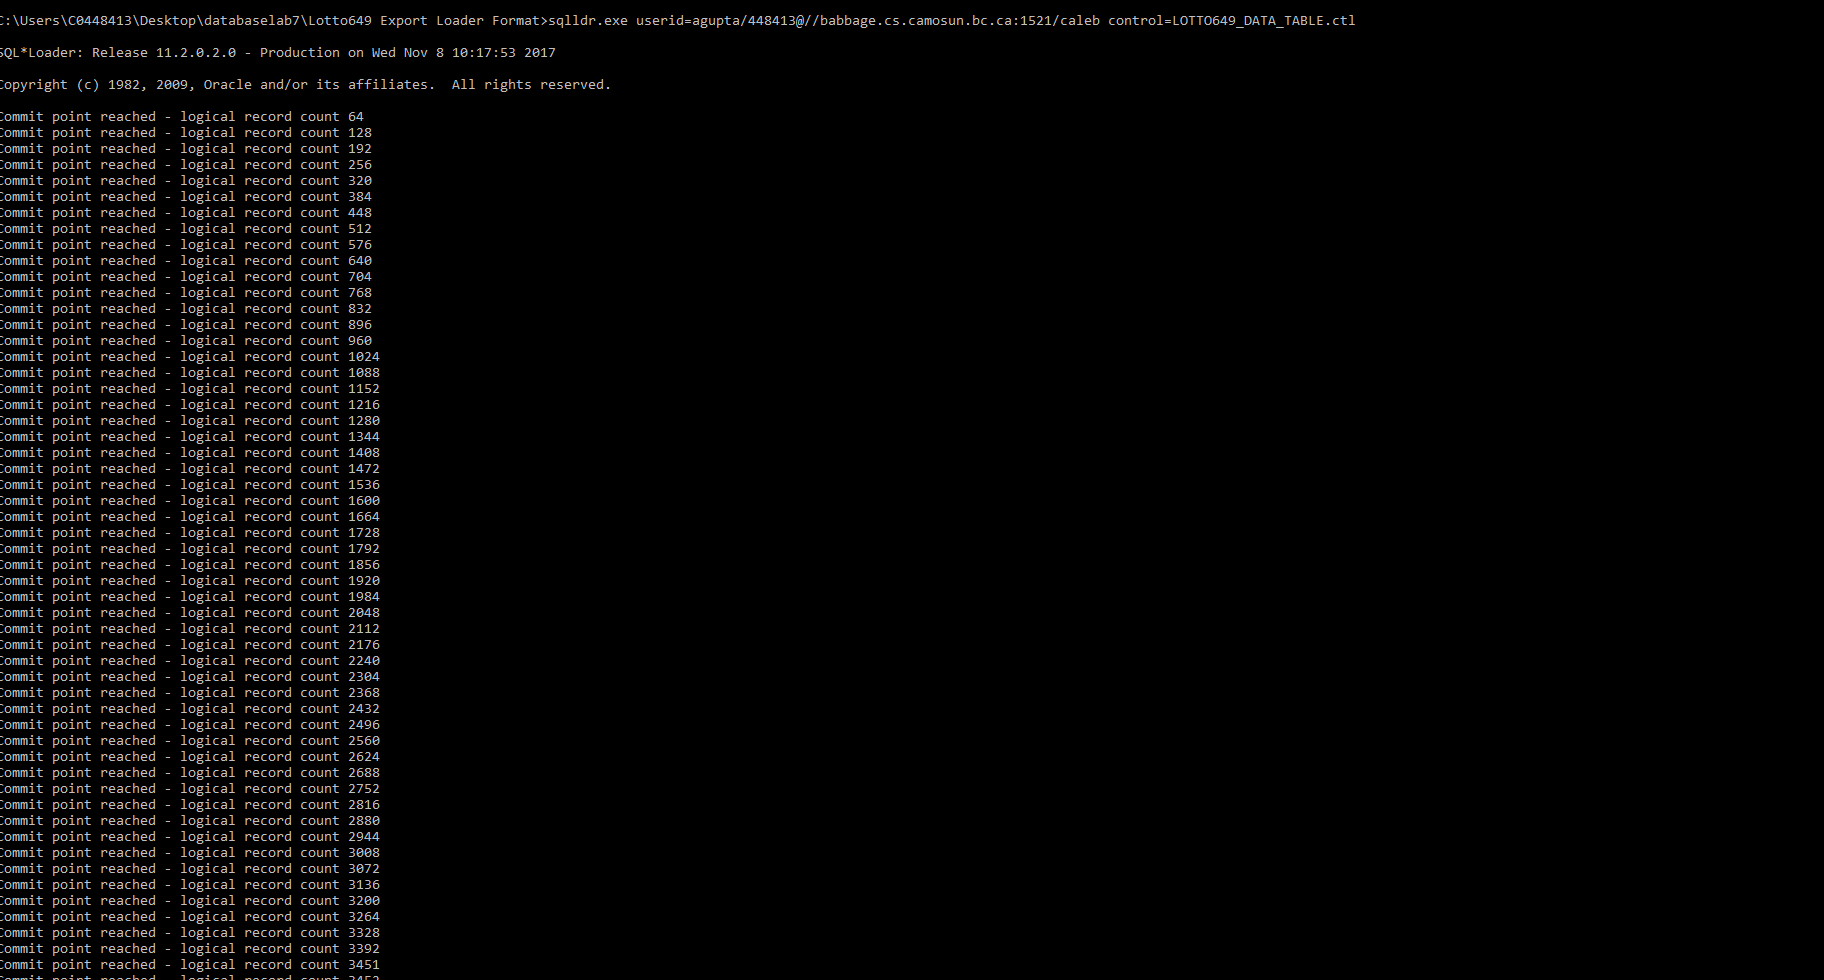 C:\Users\C0448413\Desktop\databaselab7\Lotto649 Export Loader Format>sqlldr.exe userid=agupta/448413@//babbage.cs.camosun.bc.ca:1521/caleb control=LOTTO649_DATA_TABLE.ctl
SQL*Loader: Release 11.2.0.2.0 - Production on Wed Nov 8 10:17:53 2017
Copyright (c) 1982, 2009, Oracle and/or its affiliates.  All rights reserved.
Commit point reached - logical record count 64
Commit point reached - logical record count 128
Commit point reached - logical record count 192
Commit point reached - logical record count 256
Commit point reached - logical record count 320
Commit point reached - logical record count 384
Commit point reached - logical record count 448
Commit point reached - logical record count 512
Commit point reached - logical record count 576
Commit point reached - logical record count 640
Commit point reached - logical record count 704
Commit point reached - logical record count 768
Commit point reached - logical record count 832
Commit point reached - logical record count 896
Commit point reached - logical record count 960
Commit point reached - logical record count 1024
Commit point reached - logical record count 1088
Commit point reached - logical record count 1152
Commit point reached - logical record count 1216
Commit point reached - logical record count 1280
Commit point reached - logical record count 1344
Commit point reached - logical record count 1408
Commit point reached - logical record count 1472
Commit point reached - logical record count 1536
Commit point reached - logical record count 1600
Commit point reached - logical record count 1664
Commit point reached - logical record count 1728
Commit point reached - logical record count 1792
Commit point reached - logical record count 1856
Commit point reached - logical record count 1920
Commit point reached - logical record count 1984
Commit point reached - logical record count 2048
Commit point reached - logical record count 2112
Commit point reached - logical record count 2176
Commit point reached - logical record count 2240
Commit point reached - logical record count 2304
Commit point reached - logical record count 2368
Commit point reached - logical record count 2432
Commit point reached - logical record count 2496
Commit point reached - logical record count 2560
Commit point reached - logical record count 2624
Commit point reached - logical record count 2688
Commit point reached - logical record count 2752
Commit point reached - logical record count 2816
Commit point reached - logical record count 2880
Commit point reached - logical record count 2944
Commit point reached - logical record count 3008
Commit point reached - logical record count 3072
Commit point reached - logical record count 3136
Commit point reached - logical record count 3200
Commit point reached - logical record count 3264
Commit point reached - logical record count 3328
Commit point reached - logical record count 3392
Commit point reached - logical record count 3451
Commit point reached - logical record count 3452